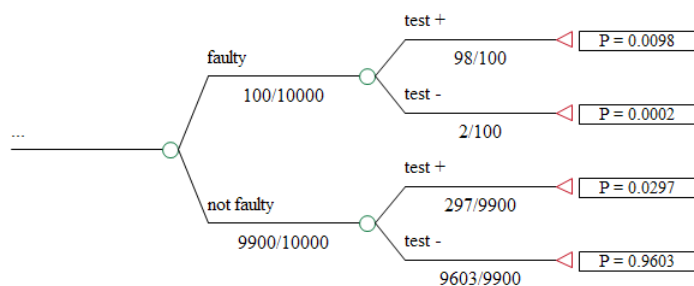 ...
faulty
100/10000
test +
98/100
P = 0.0098
test -
2/100
P = 0.0002
not faulty
9900/10000
test +
297/9900
P = 0.0297
test -
9603/9900
P = 0.9603